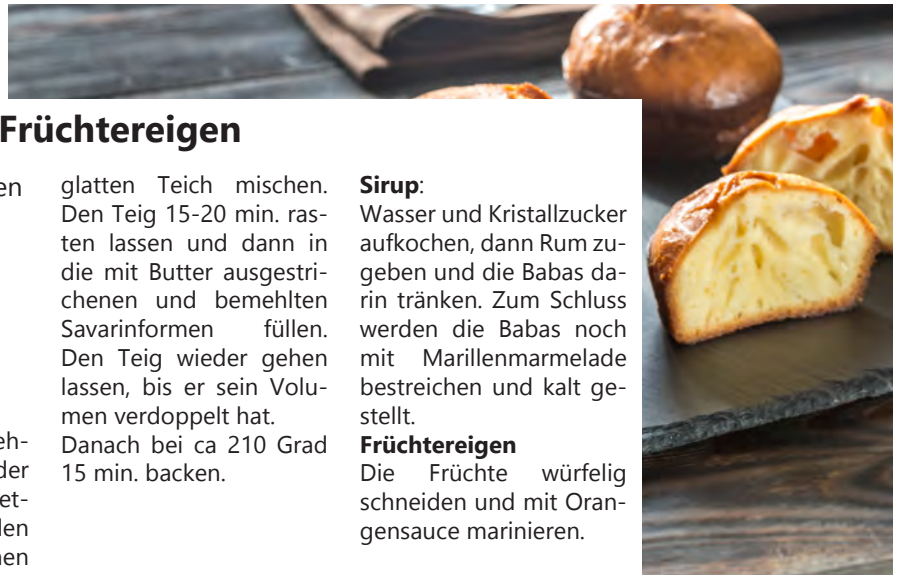 Früchtereigen
glatten Teich mischen.
Den Teig 15-20 min. ras-
ten lassen und dann in
die mit Butter ausgestri-
chenen und bemehlten
Savarinformen füllen.
Den Teig wieder gehen
lassen, bis er sein Volu-
men verdoppelt hat.
Danach bei ca 210 Grad
15 min. backen.
Sirup:
Wasser und Kristallzucker
aufkochen, dann Rum zu-
geben und die Babas da-
rin tränken. Zum Schluss
werden die Babas noch
mit Marillenmarmelade
bestreichen und kalt ge-
stellt.
Früchtereigen
Die Früchte würfelig
schneiden und mit Oran-
gensauce marinieren.